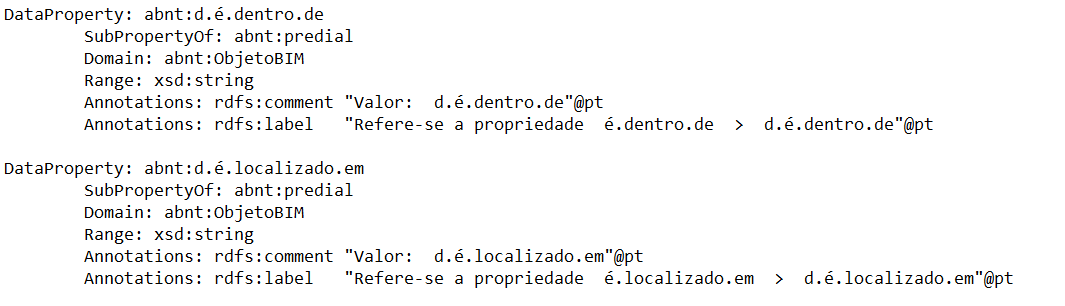 DataProperty: abnt:d.é.dentro.de
SubPropertyOf: abnt:predial
Domain: abnt:ObjetoBIM
Range: xsd:string
Annotations: rdfs:comment "Valor:  d.é.dentro.de"@pt
Annotations: rdfs:label   "Refere-se a propriedade  é.dentro.de  >  d.é.dentro.de"@pt

DataProperty: abnt:d.é.localizado.em
SubPropertyOf: abnt:predial
Domain: abnt:ObjetoBIM
Range: xsd:string
Annotations: rdfs:comment "Valor:  d.é.localizado.em"@pt
Annotations: rdfs:label   "Refere-se a propriedade  é.localizado.em  >  d.é.localizado.em"@pt